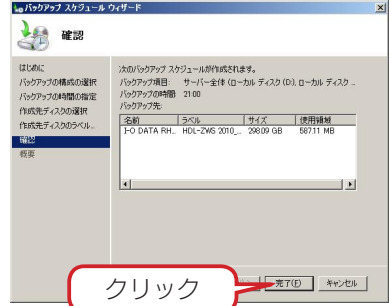 バックアップ スケジュール ウィザード
確認
はじめに
バックアップの構成の選択
バックアップの時間の指定
作成先ディスクの選択
作成先ディスクのラベル...
確認
概要
次のバックアップ スケジュールが作成されます。
バックアップ項目: サーバー全体 (ローカル ディスク (D:), ローカル ディスク ...
バックアップの時間: 21:00
バックアップ先:
名前 ラベル サイズ 使用領域
I-O DATA RH... HDL-ZWS 2010_... 298.09 GB 587.11 MB
完了(F) キャンセル
クリック